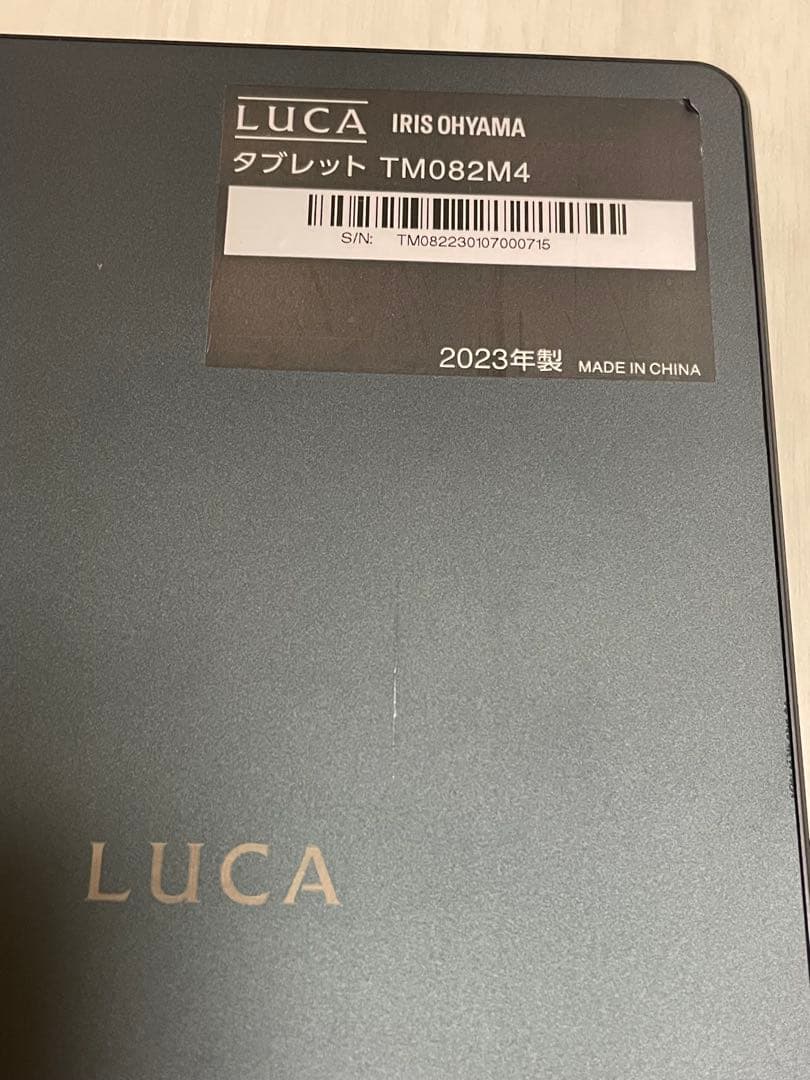 LUCA IRIS OHYAMA
タブレット TM082M4
S/N: TM082230107000715
2023年製 MADE IN CHINA
LUCA